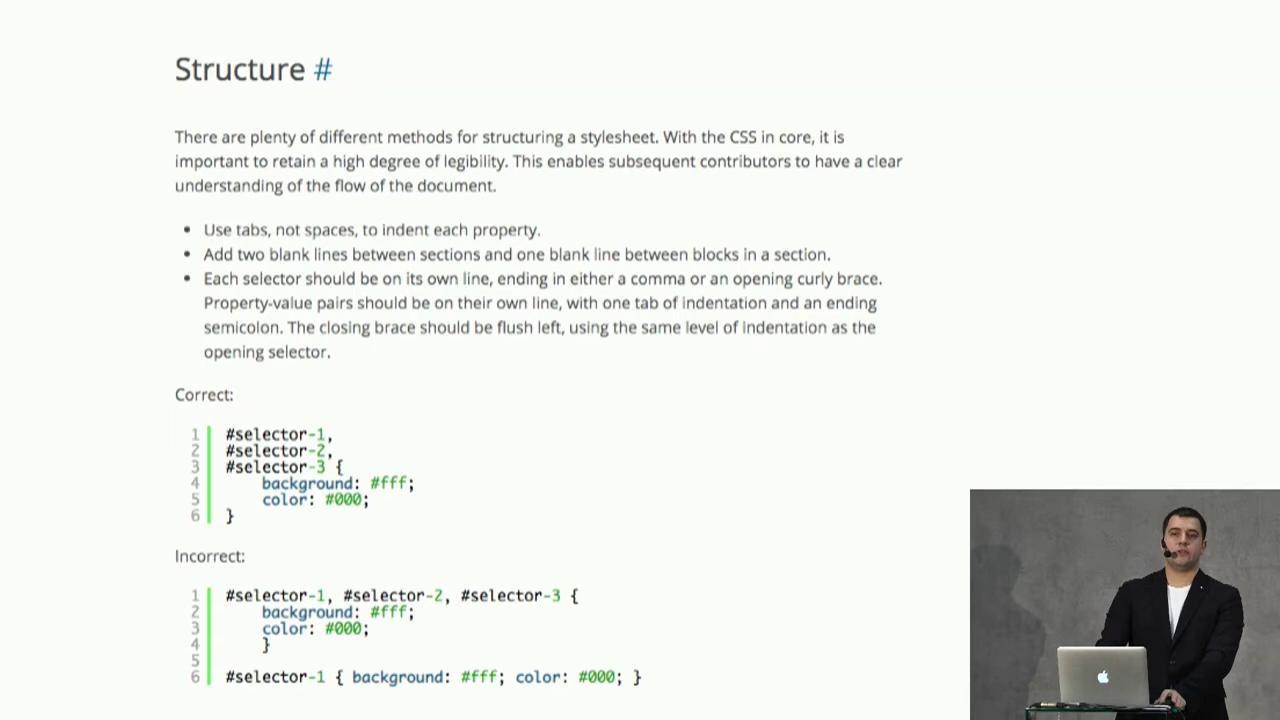 Structure #
There are plenty of different methods for structuring a stylesheet. With the CSS in core, it is
important to retain a high degree of legibility. This enables subsequent contributors to have a clear
understanding of the flow of the document.
• Use tabs, not spaces, to indent each property.
• Add two blank lines between sections and one blank line between blocks in a section.
• Each selector should be on its own line, ending in either a comma or an opening curly brace.
Property-value pairs should be on their own line, with one tab of indentation and an ending
semicolon. The closing brace should be flush left, using the same level of indentation as the
opening selector.
Correct:
1 #selector-1,
2 #selector-2,
3 #selector-3 {
4 background: #fff;
5 color: #000;
6 }
Incorrect:
1 #selector-1, #selector-2, #selector-3 {
2 background: #fff;
3 color: #000;
4 }
5
6 #selector-1 { background: #fff; color: #000; }